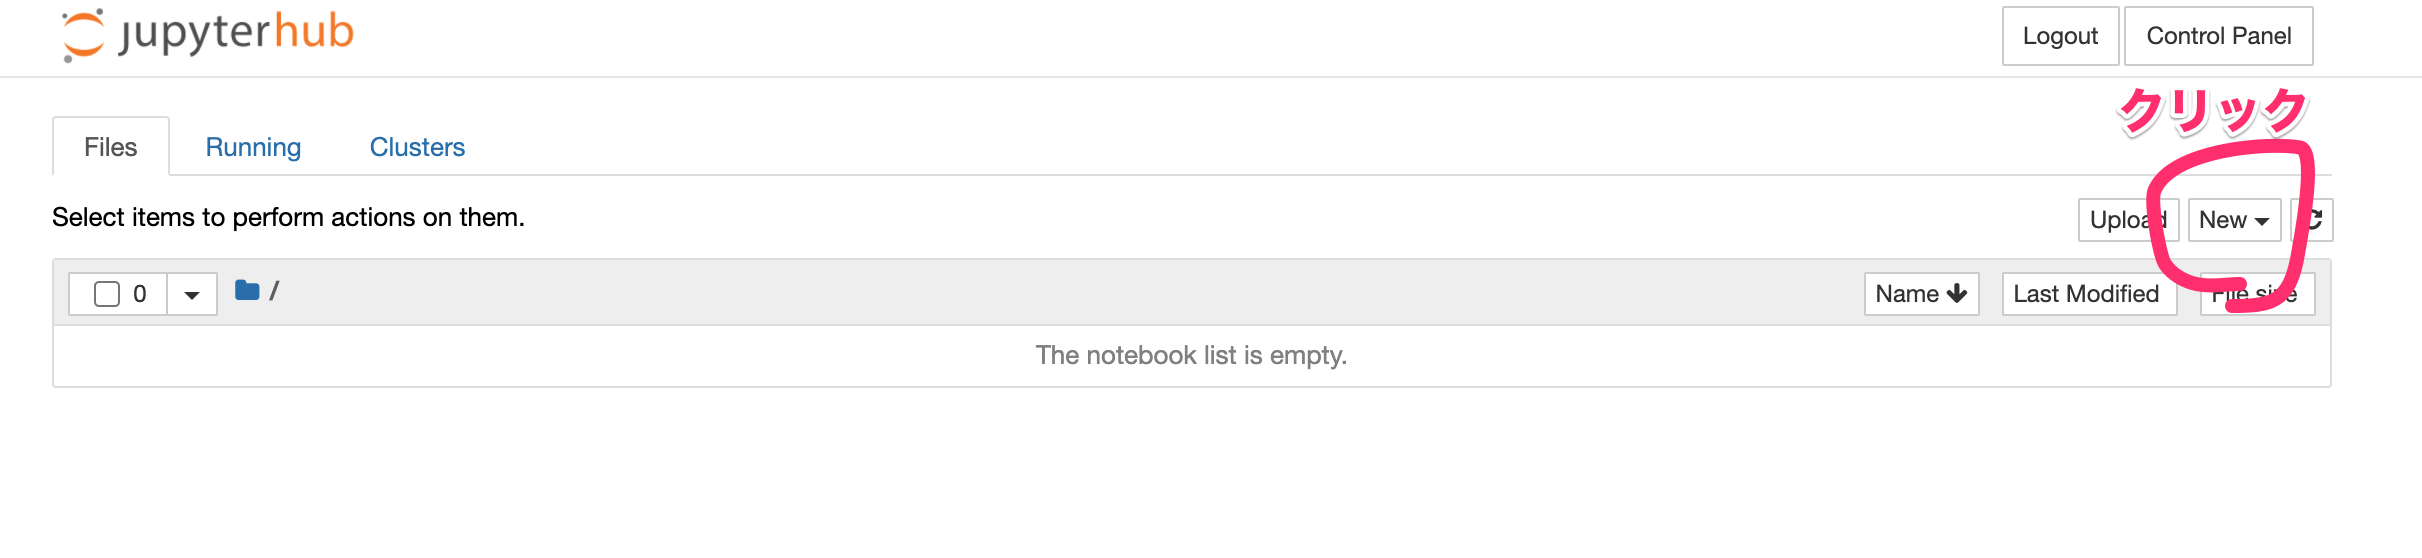 jupyterhub
Logout Control Panel
クリック
Files Running Clusters
Select items to perform actions on them.
Upload New
0 / Name Last Modified File size
The notebook list is empty.